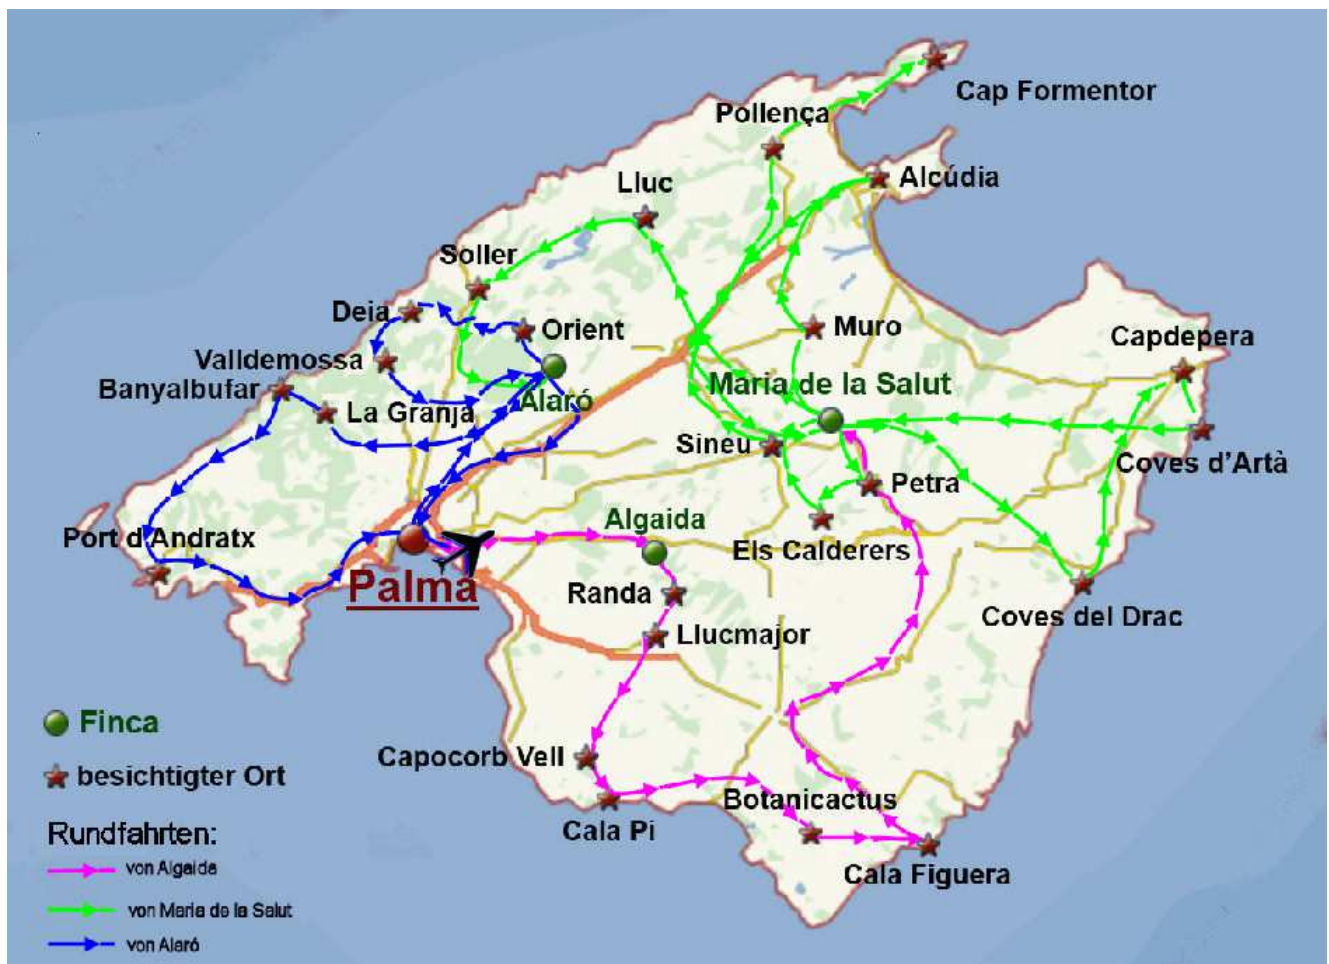 Cap Formentor
Pollença
Alcúdia
Lluc
Soller
Deia
Orient
Muro
Capdepera
Valldemossa
Banyalbufar
Maria de la Salut
Alaró
La Granja
Sineu
Coves d'Artà
Petra
Port d'Andratx
Algaida
Els Calderers
Palma
Randa
Coves del Drac
Llucmajor
Finca
Capocorb Vell
besichtigter Ort
Botanicactus
Cala Pi
Rundfahrten:
Cala Figuera
von Algaida
von Maria de la Salut
von Alaró